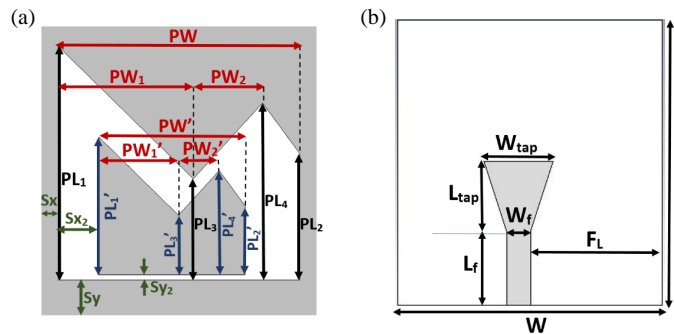 (a)
(b)
PW
PW1
PW2
PW'
PW1'
PW2'
PL1
PL1'
PL3'
PL3
PL4'
PL2'
PL4
PL2
Sx
Sx2
Sy
Sy2
Wtap
Ltap
Wf
FL
Lf
W